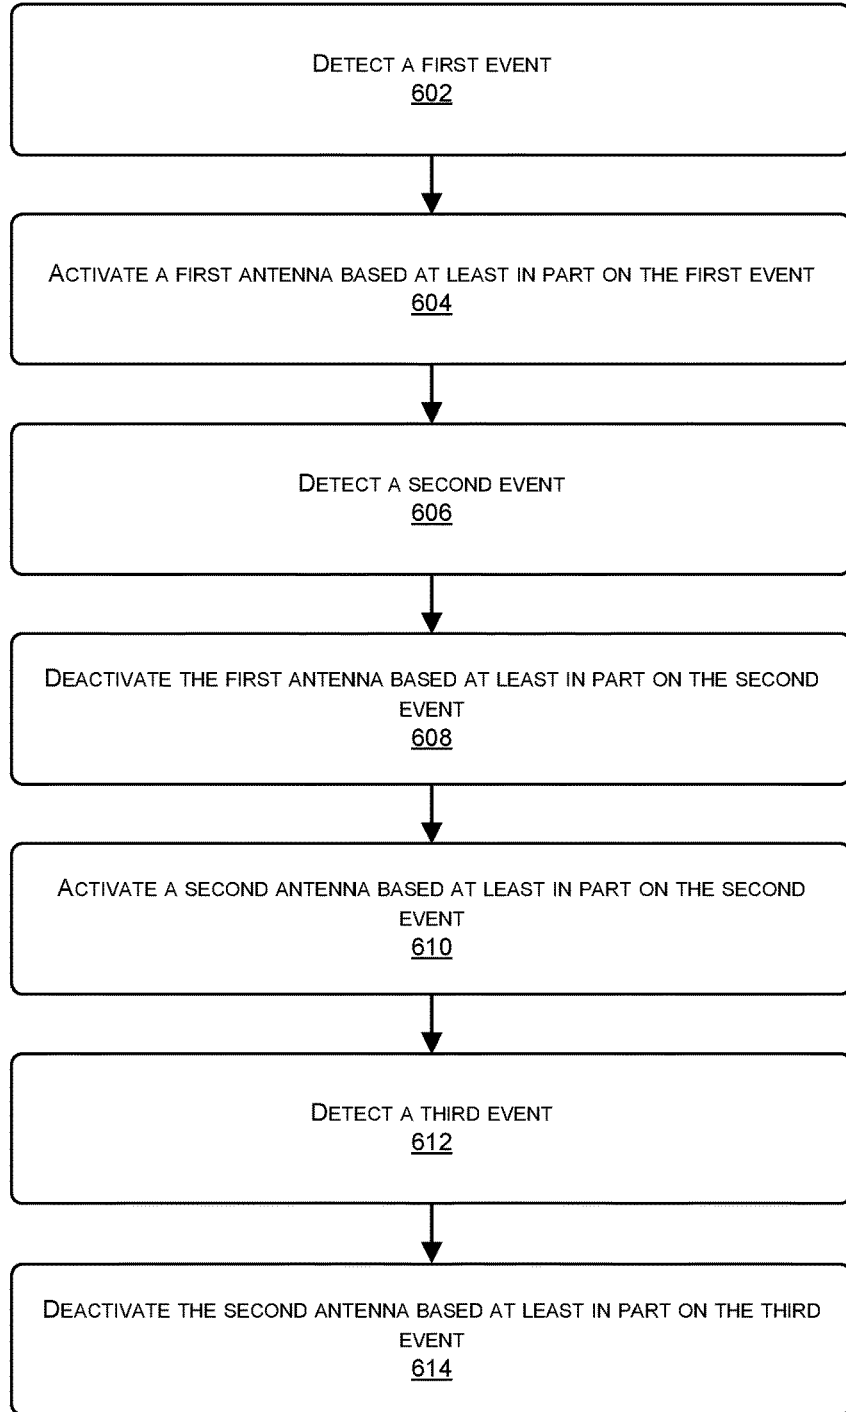 DETECT A FIRST EVENT
602
ACTIVATE A FIRST ANTENNA BASED AT LEAST IN PART ON THE FIRST EVENT
604
DETECT A SECOND EVENT
606
DEACTIVATE THE FIRST ANTENNA BASED AT LEAST IN PART ON THE SECOND
EVENT
608
ACTIVATE A SECOND ANTENNA BASED AT LEAST IN PART ON THE SECOND
EVENT
610
DETECT A THIRD EVENT
612
DEACTIVATE THE SECOND ANTENNA BASED AT LEAST IN PART ON THE THIRD
EVENT
614